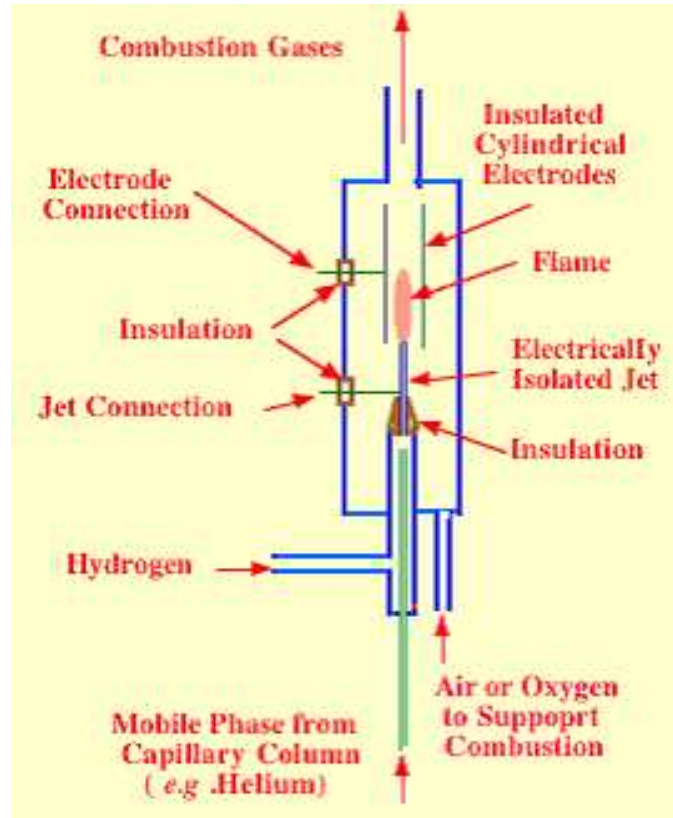 Combustion Gases
Insulated
Cylindrical
Electrodes
Electrode
Connection
Flame
Insulation
Electrically
Isolated Jet
Jet Connection
Insulation
Hydrogen
Air or Oxygen
to Suppoprt
Combustion
Mobile Phase from
Capillary Column
( e.g .Helium)